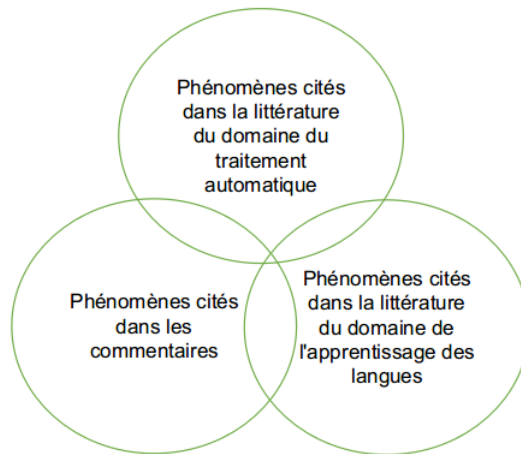 Phénomènes cités
dans la littérature
du domaine du
traitement
automatique
Phénomènes cités
dans les
commentaires
Phénomènes cités
dans la littérature
du domaine de
l'apprentissage des
langues